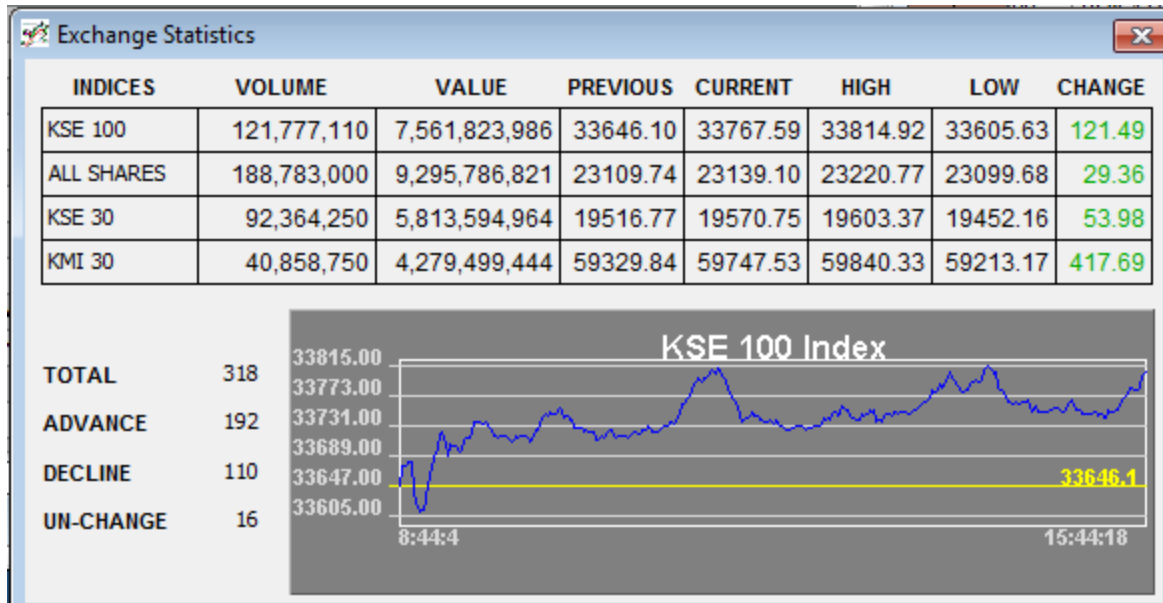 Exchange Statistics
INDICES VOLUME VALUE PREVIOUS CURRENT HIGH LOW CHANGE
KSE 100 121,777,110 7,561,823,986 33646.10 33767.59 33814.92 33605.63 121.49
ALL SHARES 188,783,000 9,295,786,821 23109.74 23139.10 23220.77 23099.68 29.36
KSE 30 92,364,250 5,813,594,964 19516.77 19570.75 19603.37 19452.16 53.98
KMI 30 40,858,750 4,279,499,444 59329.84 59747.53 59840.33 59213.17 417.69
TOTAL 318
ADVANCE 192
DECLINE 110
UN-CHANGE 16
KSE 100 Index
33815.00
33773.00
33731.00
33689.00
33647.00
33646.1
33605.00
8:44:4 15:44:18